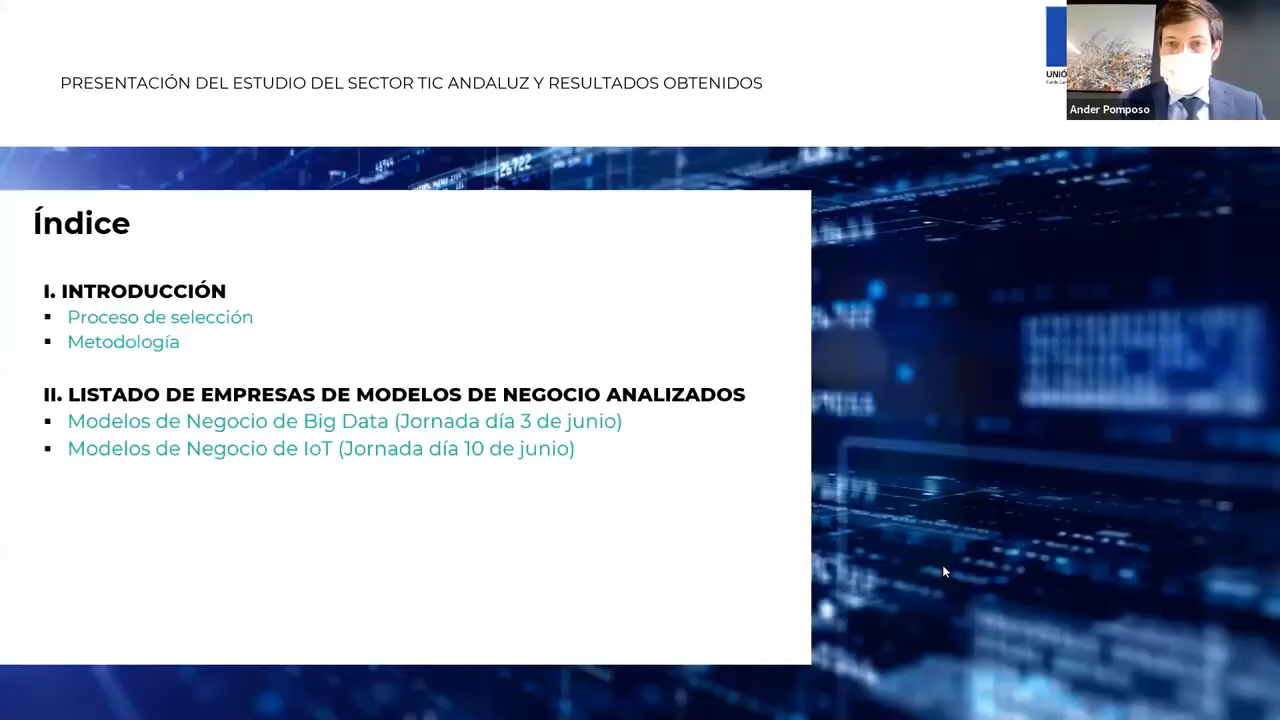 PRESENTACIÓN DEL ESTUDIO DEL SECTOR TIC ANDALUZ Y RESULTADOS OBTENIDOS
UNIÓ
Ander Pomposo
26722
Índice
I. INTRODUCCIÓN
▪ Proceso de selección
▪ Metodología
II. LISTADO DE EMPRESAS DE MODELOS DE NEGOCIO ANALIZADOS
▪ Modelos de Negocio de Big Data (Jornada día 3 de junio)
▪ Modelos de Negocio de IoT (Jornada día 10 de junio)